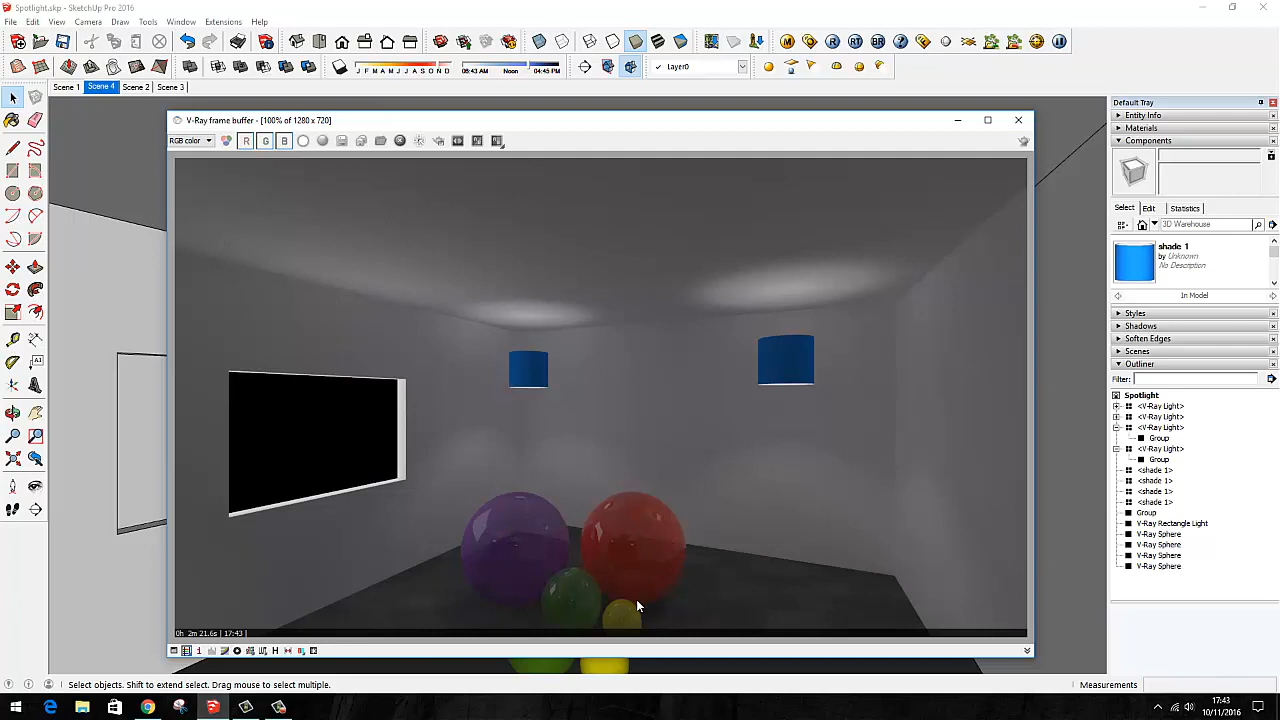 Spotlight.skp - SketchUp Pro 2016
File Edit View Camera Draw Tools Window Extensions Help
J F M A S O N D 06:43 AM Noon 04:45 PM Layer0
Scene 1 Scene 4 Scene 2 Scene 3
V-Ray frame buffer - [100% of 1280 x 720]
RGB color R G B
0h 2m 21.6s | 17:43 |
Default Tray
Entity Info
Materials
Components
Select Edit Statistics
3D Warehouse
shade 1
by Unknown
No Description
In Model
Styles
Shadows
Soften Edges
Scenes
Outliner
Filter:
Spotlight
<V-Ray Light>
<V-Ray Light>
<V-Ray Light>
Group
<V-Ray Light>
Group
<shade 1>
<shade 1>
<shade 1>
<shade 1>
Group
V-Ray Rectangle Light
V-Ray Sphere
V-Ray Sphere
V-Ray Sphere
V-Ray Sphere
Select objects. Shift to extend select. Drag mouse to select multiple.
Measurements
17:43
10/11/2016